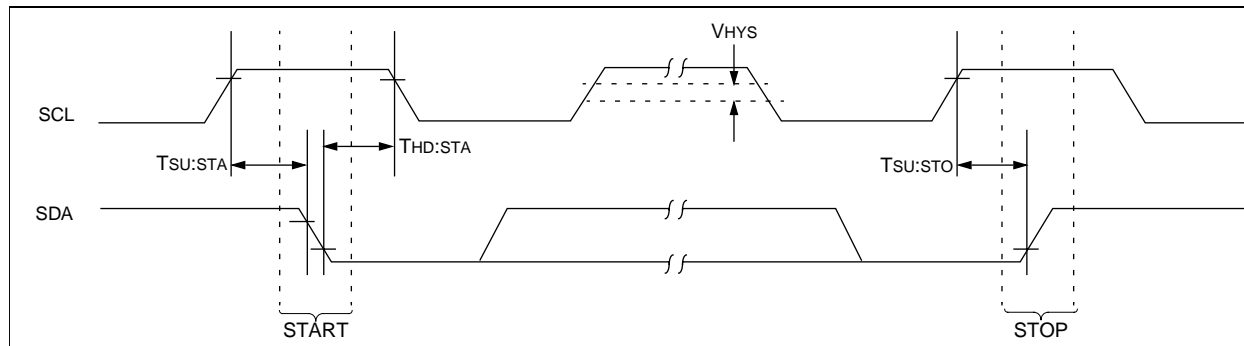 VHYS
SCL
TSU:STA
THD:STA
TSU:STO
SDA
START
STOP